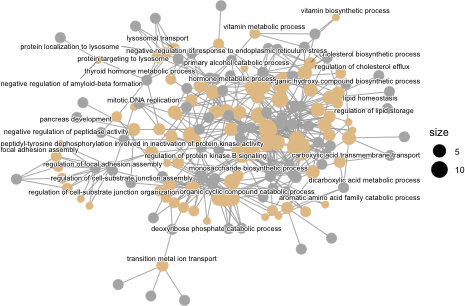 vitamin biosynthetic process
vitamin metabolic process
lysosomal transport
protein localization to lysosome
negative regulation of response to endoplasmic reticulum stress
cholesterol biosynthetic process
protein targeting to lysosome
primary alcohol catabolic process
regulation of cholesterol efflux
thyroid hormone metabolic process
hormone metabolic process
organic hydroxy compound biosynthetic process
negative regulation of amyloid-beta formation
mitotic DNA replication
lipid homeostasis
regulation of lipid storage
pancreas development
negative regulation of peptidase activity
peptidyl-tyrosine dephosphorylation involved in inactivation of protein kinase activity
focal adhesion assembly
regulation of protein kinase B signaling
carboxylic acid transmembrane transport
regulation of focal adhesion assembly
monosaccharide biosynthetic process
regulation of cell-substrate junction assembly
dicarboxylic acid metabolic process
regulation of cell-substrate junction organization
organic cyclic compound catabolic process
aromatic amino acid family catabolic process
deoxyribose phosphate catabolic process
transition metal ion transport
size
5
10